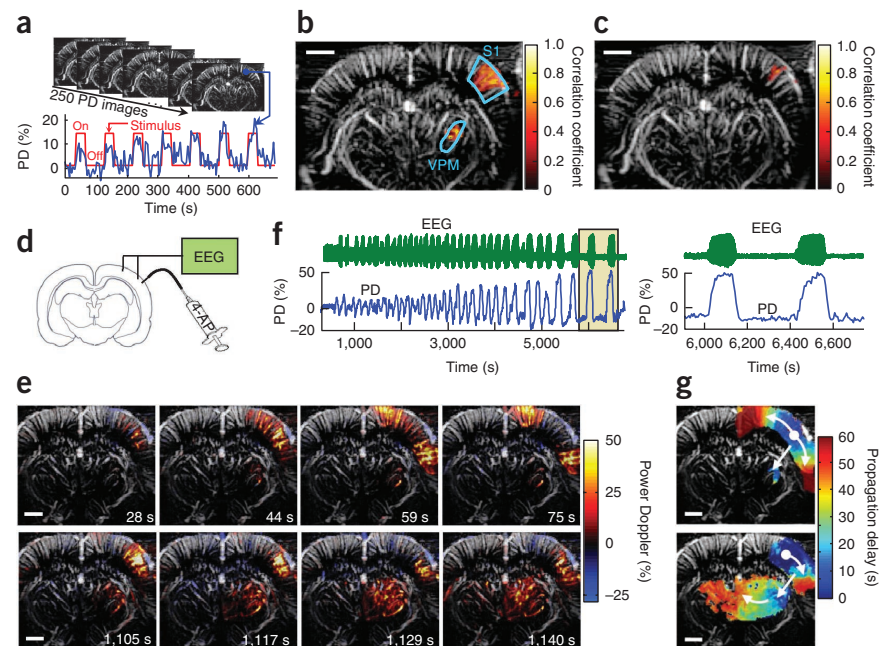 a
250 PD images
...
20
10
0
PD (%)
On
Off
Stimulus
0 100 200 300 400 500 600
Time (s)
b
S1
VPM
1.0
0.8
0.6
0.4
0.2
0
Correlation coefficient
c
1.0
0.8
0.6
0.4
0.2
0
Correlation coefficient
d
EEG
4-AP
f
EEG
PD
50
0
–20
PD (%)
1,000 3,000 5,000
Time (s)
EEG
PD
50
0
–20
PD (%)
6,000 6,200 6,400 6,600
Time (s)
e
28 s
44 s
59 s
75 s
1,105 s
1,117 s
1,129 s
1,140 s
50
25
0
–25
Power Doppler (%)
g
60
50
40
30
20
10
0
Propagation delay (s)